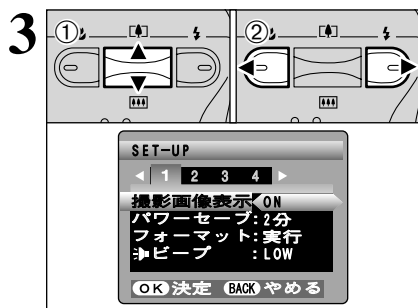 3
① ②
SET-UP
1 2 3 4
撮影画像表示 ON
パワーセーブ:2分
フォーマット:実行
ビープ :LOW
OK 決定 BACK やめる